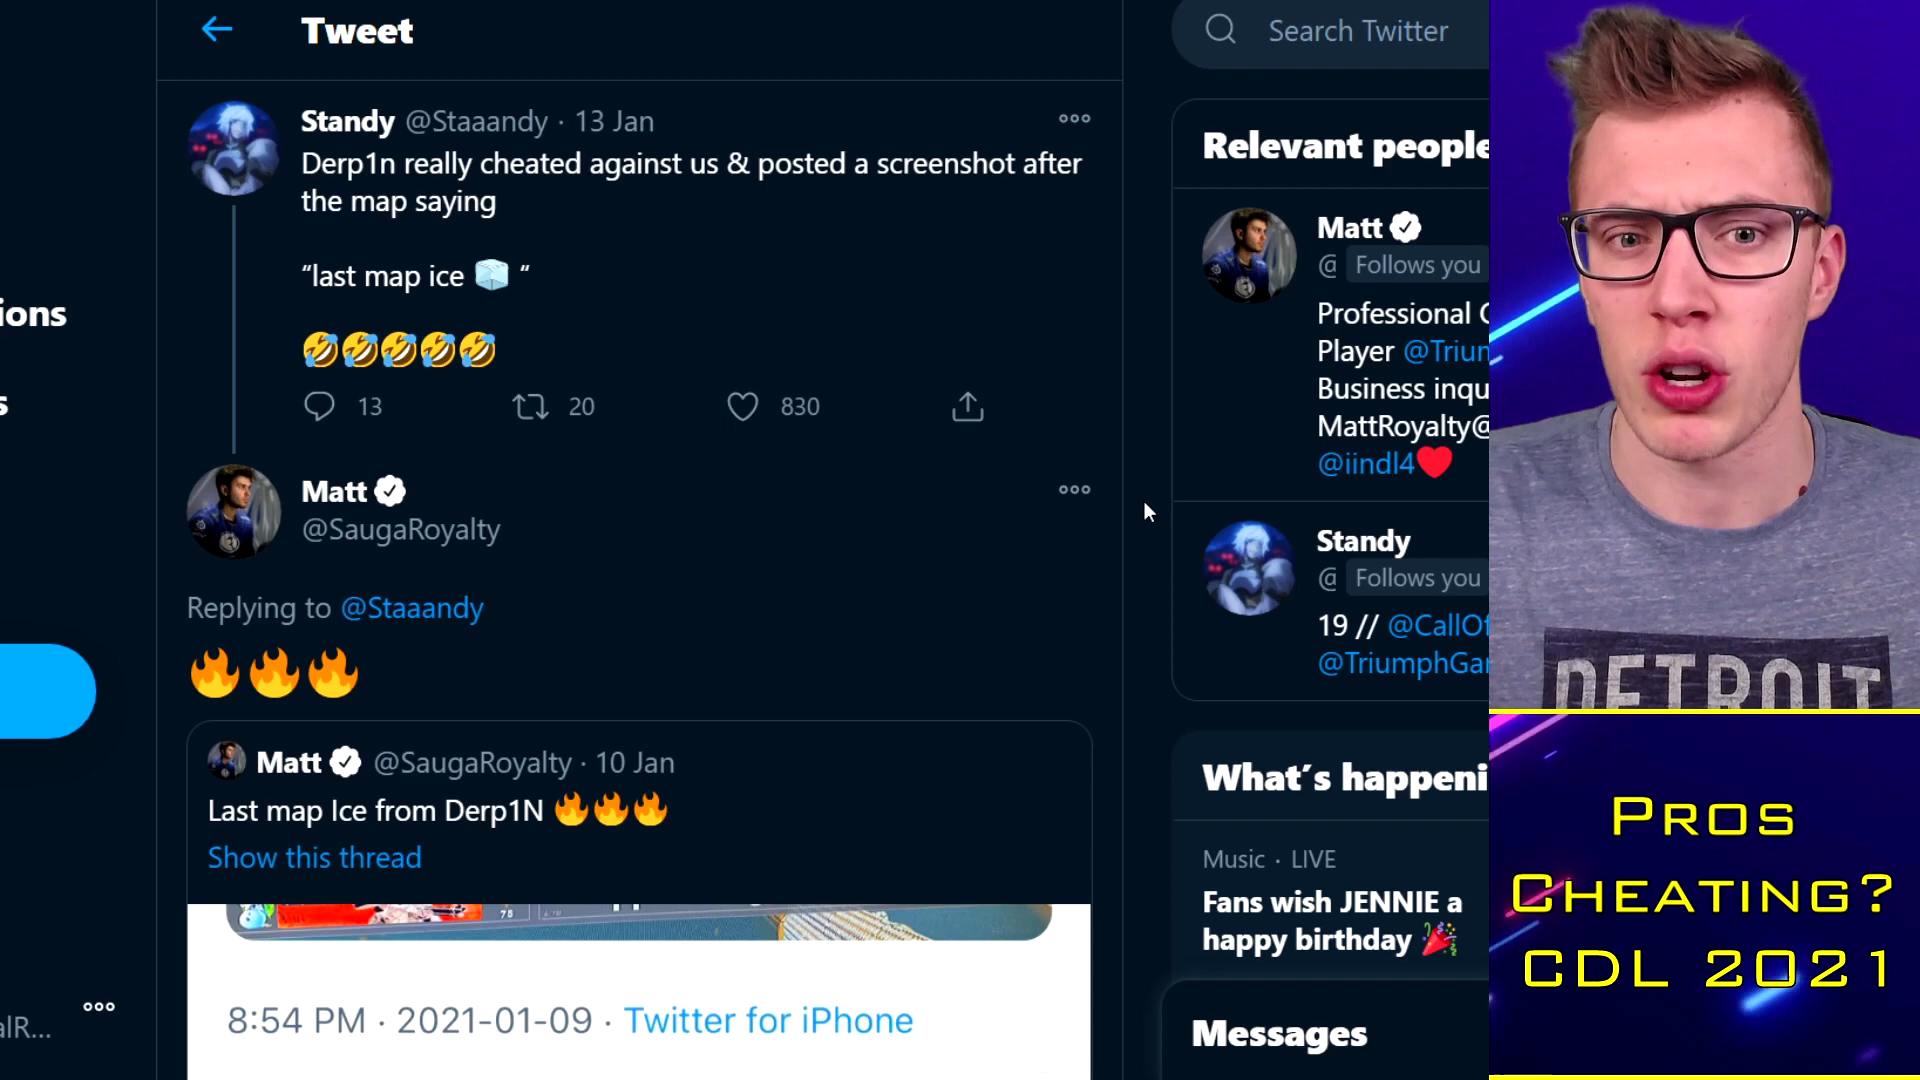 Tweet
Search Twitter
Standy @Staaandy · 13 Jan
Derp1n really cheated against us & posted a screenshot after
the map saying
“last map ice 🧊 “
🤣🤣🤣🤣🤣
13 20 830
Matt
@SaugaRoyalty
Replying to @Staaandy
🔥🔥🔥
Matt @SaugaRoyalty · 10 Jan
Last map Ice from Derp1N 🔥🔥🔥
Show this thread
75
8:54 PM · 2021-01-09 · Twitter for iPhone
ions
s
alR...
Relevant people
Matt
@ Follows you
Professional C
Player @Trium
Business inqu
MattRoyalty@
@iindl4❤️
Standy
@ Follows you
19 // @CallOf
@TriumphGar
What's happeni
Music · LIVE
Fans wish JENNIE a
happy birthday 🎉
Messages
DETROIT
Pros
Cheating?
CDL 2021